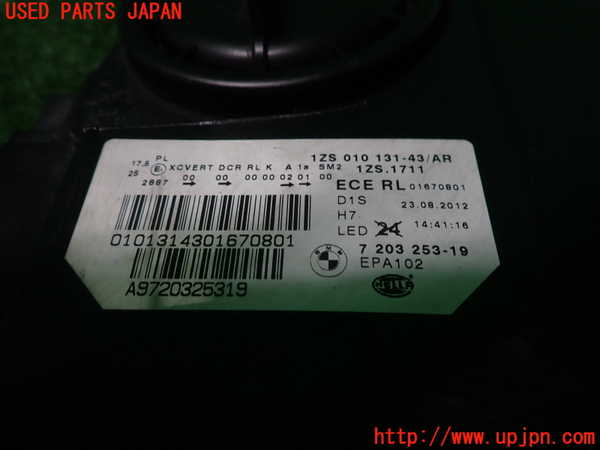 USED PARTS JAPAN
1ZS 010 131-43/AR
17,5 PL E1 XCVERT DCR RL K A 1a SM2 1ZS.1711
25
2887 00 00 00 00 02 01 00
ECE RL 01670801
D1S 23.08.2012
H7
LED 24 14:41:16
0101314301670801
BMW 7 203 253-19
EPA102
A9720325319
HELLA
http://www.upjpn.com/